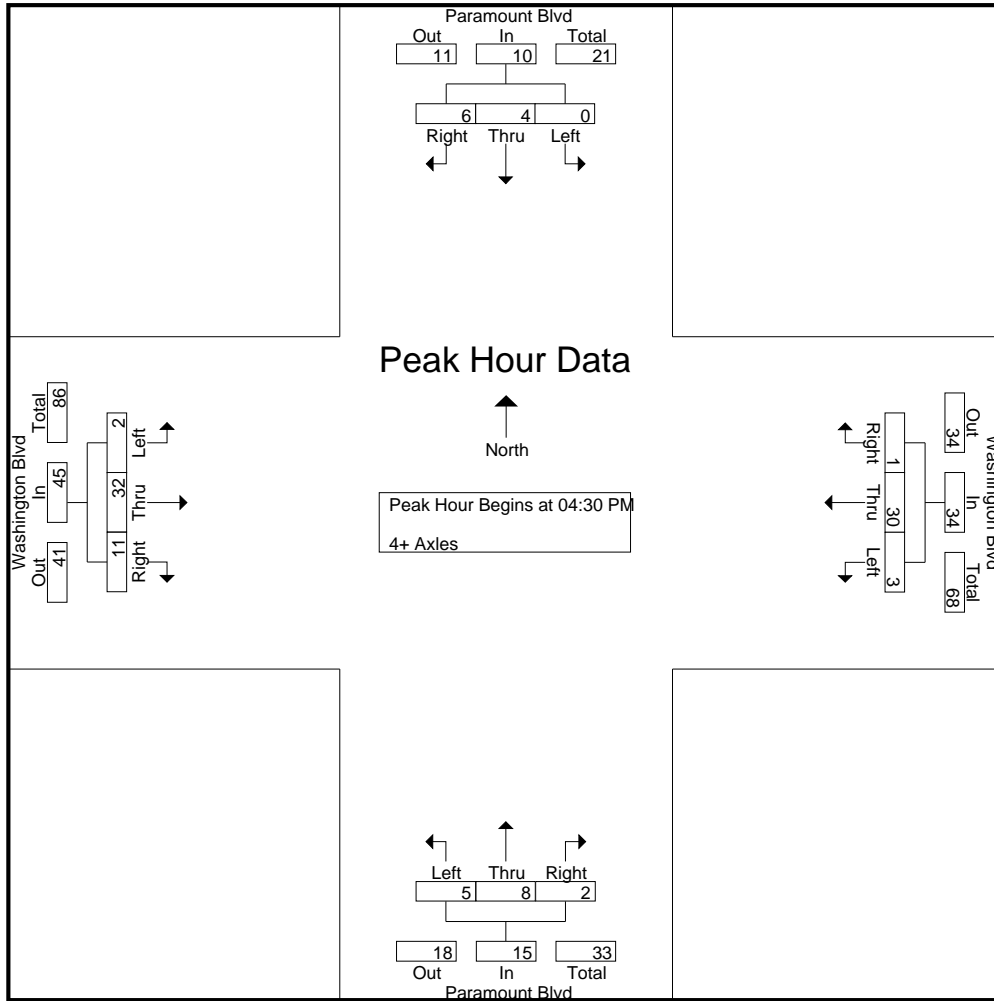 Paramount Blvd
Out In Total
11 10 21
6 4 0
Right Thru Left
Peak Hour Data
North
Peak Hour Begins at 04:30 PM
4+ Axles
Washington Blvd
Total In Out
86 45 41
2 32 11
Left Thru Right
Washington Blvd
Out In Total
34 34 68
1 30 3
Right Thru Left
Left Thru Right
5 8 2
18 15 33
Out In Total
Paramount Blvd